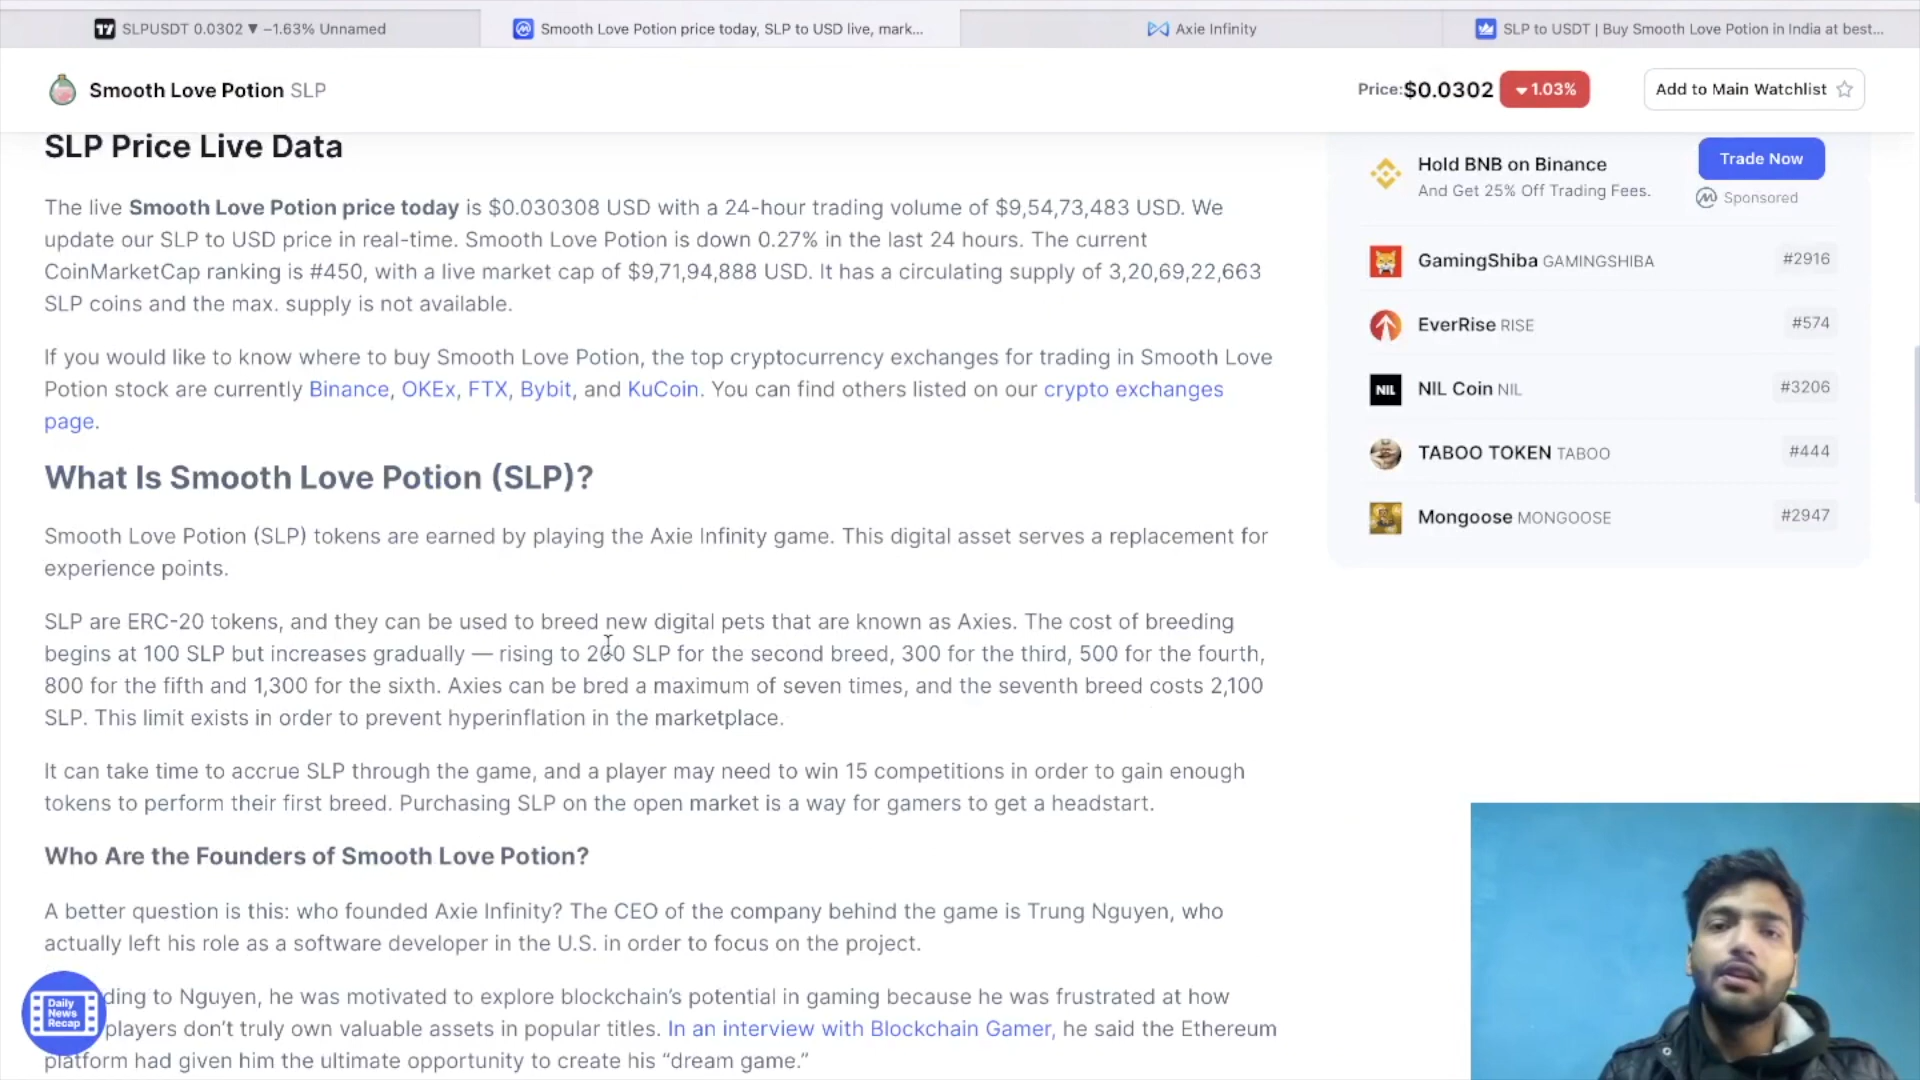 SLPUSDT 0.0302 ▼ −1.63% Unnamed
Smooth Love Potion price today, SLP to USD live, mark...
Axie Infinity
SLP to USDT | Buy Smooth Love Potion in India at best...
Smooth Love Potion SLP
Price:$0.0302 ▼1.03%
Add to Main Watchlist
SLP Price Live Data
The live Smooth Love Potion price today is $0.030308 USD with a 24-hour trading volume of $9,54,73,483 USD. We
update our SLP to USD price in real-time. Smooth Love Potion is down 0.27% in the last 24 hours. The current
CoinMarketCap ranking is #450, with a live market cap of $9,71,94,888 USD. It has a circulating supply of 3,20,69,22,663
SLP coins and the max. supply is not available.
If you would like to know where to buy Smooth Love Potion, the top cryptocurrency exchanges for trading in Smooth Love
Potion stock are currently Binance, OKEx, FTX, Bybit, and KuCoin. You can find others listed on our crypto exchanges
page.
What Is Smooth Love Potion (SLP)?
Smooth Love Potion (SLP) tokens are earned by playing the Axie Infinity game. This digital asset serves a replacement for
experience points.
SLP are ERC-20 tokens, and they can be used to breed new digital pets that are known as Axies. The cost of breeding
begins at 100 SLP but increases gradually — rising to 200 SLP for the second breed, 300 for the third, 500 for the fourth,
800 for the fifth and 1,300 for the sixth. Axies can be bred a maximum of seven times, and the seventh breed costs 2,100
SLP. This limit exists in order to prevent hyperinflation in the marketplace.
It can take time to accrue SLP through the game, and a player may need to win 15 competitions in order to gain enough
tokens to perform their first breed. Purchasing SLP on the open market is a way for gamers to get a headstart.
Who Are the Founders of Smooth Love Potion?
A better question is this: who founded Axie Infinity? The CEO of the company behind the game is Trung Nguyen, who
actually left his role as a software developer in the U.S. in order to focus on the project.
ding to Nguyen, he was motivated to explore blockchain's potential in gaming because he was frustrated at how
players don't truly own valuable assets in popular titles. In an interview with Blockchain Gamer, he said the Ethereum
platform had given him the ultimate opportunity to create his “dream game.”
Daily
News
Recap
Hold BNB on Binance
And Get 25% Off Trading Fees.
Trade Now
Sponsored
GamingShiba GAMINGSHIBA #2916
EverRise RISE #574
NIL
NIL Coin NIL #3206
TABOO TOKEN TABOO #444
Mongoose MONGOOSE #2947